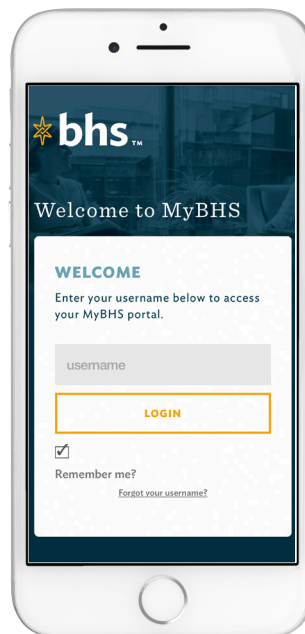 bhs™
Welcome to MyBHS
WELCOME
Enter your username below to access
your MyBHS portal.
username
LOGIN
Remember me?
Forgot your username?